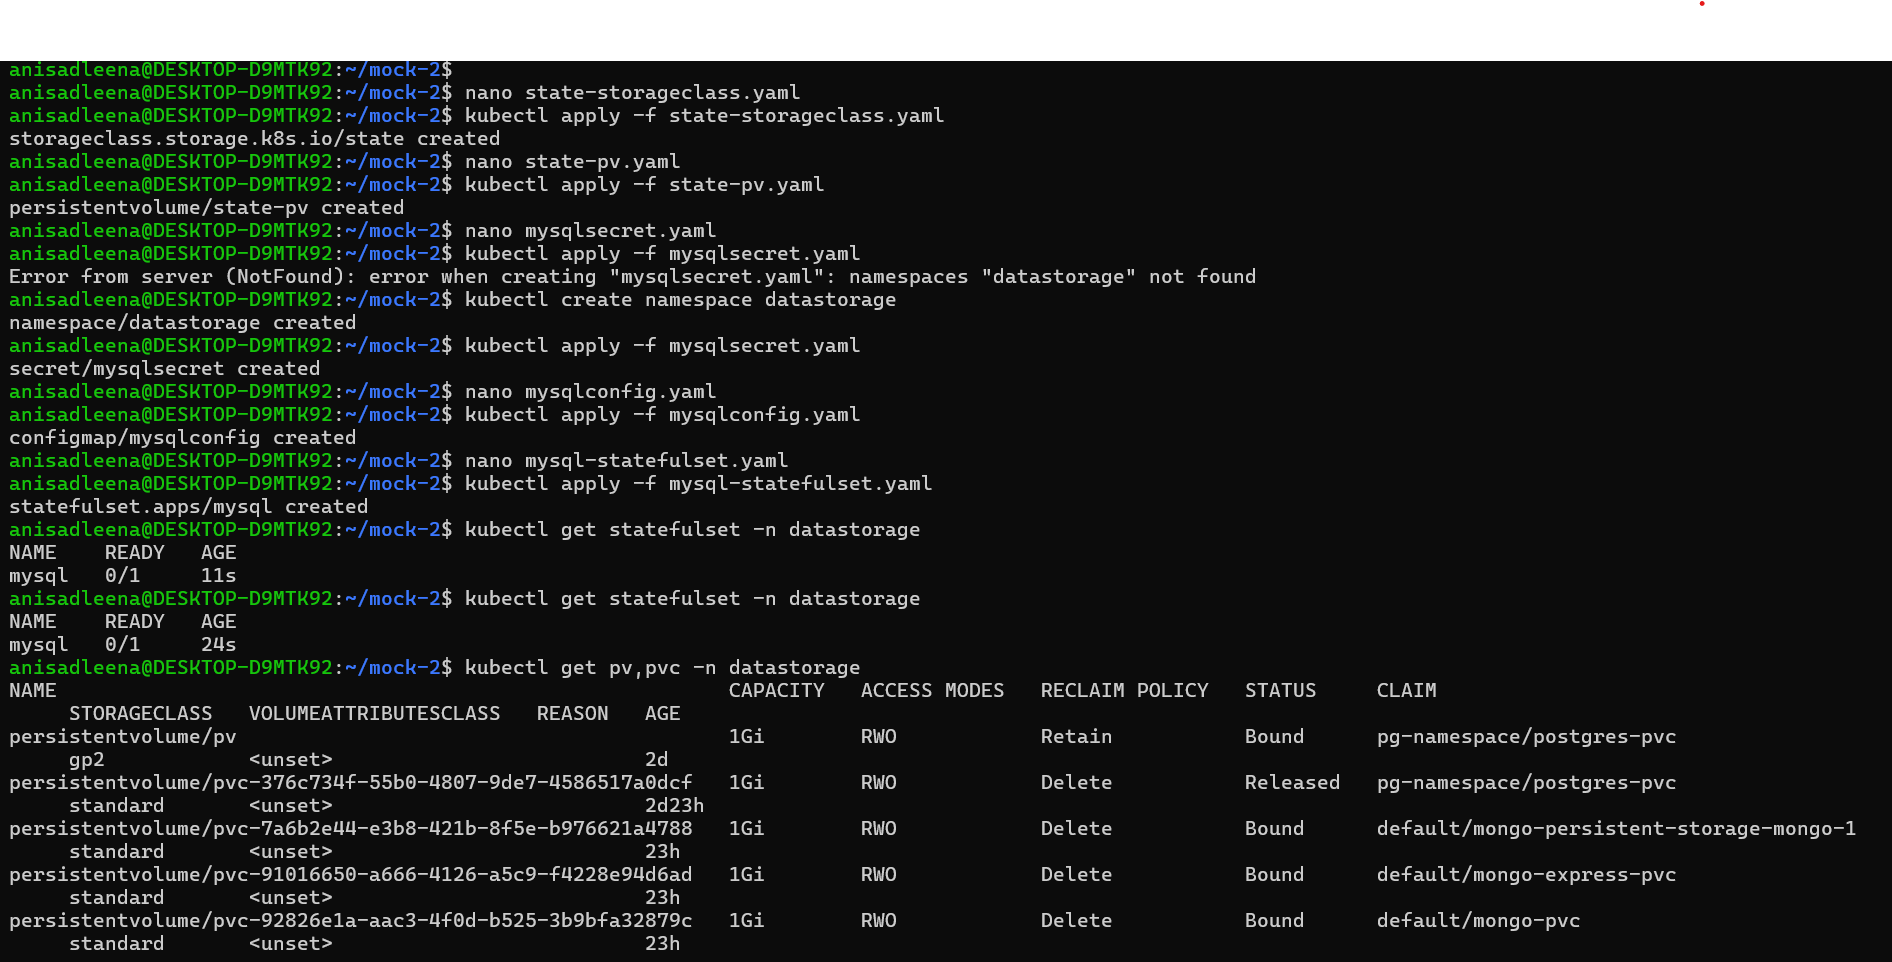 anisadleena@DESKTOP-D9MTK92:~/mock-2$
anisadleena@DESKTOP-D9MTK92:~/mock-2$ nano state-storageclass.yaml
anisadleena@DESKTOP-D9MTK92:~/mock-2$ kubectl apply -f state-storageclass.yaml
storageclass.storage.k8s.io/state created
anisadleena@DESKTOP-D9MTK92:~/mock-2$ nano state-pv.yaml
anisadleena@DESKTOP-D9MTK92:~/mock-2$ kubectl apply -f state-pv.yaml
persistentvolume/state-pv created
anisadleena@DESKTOP-D9MTK92:~/mock-2$ nano mysqlsecret.yaml
anisadleena@DESKTOP-D9MTK92:~/mock-2$ kubectl apply -f mysqlsecret.yaml
Error from server (NotFound): error when creating "mysqlsecret.yaml": namespaces "datastorage" not found
anisadleena@DESKTOP-D9MTK92:~/mock-2$ kubectl create namespace datastorage
namespace/datastorage created
anisadleena@DESKTOP-D9MTK92:~/mock-2$ kubectl apply -f mysqlsecret.yaml
secret/mysqlsecret created
anisadleena@DESKTOP-D9MTK92:~/mock-2$ nano mysqlconfig.yaml
anisadleena@DESKTOP-D9MTK92:~/mock-2$ kubectl apply -f mysqlconfig.yaml
configmap/mysqlconfig created
anisadleena@DESKTOP-D9MTK92:~/mock-2$ nano mysql-statefulset.yaml
anisadleena@DESKTOP-D9MTK92:~/mock-2$ kubectl apply -f mysql-statefulset.yaml
statefulset.apps/mysql created
anisadleena@DESKTOP-D9MTK92:~/mock-2$ kubectl get statefulset -n datastorage
NAME    READY   AGE
mysql   0/1     11s
anisadleena@DESKTOP-D9MTK92:~/mock-2$ kubectl get statefulset -n datastorage
NAME    READY   AGE
mysql   0/1     24s
anisadleena@DESKTOP-D9MTK92:~/mock-2$ kubectl get pv,pvc -n datastorage
NAME                                                        CAPACITY   ACCESS MODES   RECLAIM POLICY   STATUS     CLAIM
     STORAGECLASS   VOLUMEATTRIBUTESCLASS   REASON   AGE
persistentvolume/pv                                         1Gi        RWO            Retain           Bound      pg-namespace/postgres-pvc
     gp2            <unset>                          2d
persistentvolume/pvc-376c734f-55b0-4807-9de7-4586517a0dcf   1Gi        RWO            Delete           Released   pg-namespace/postgres-pvc
     standard       <unset>                          2d23h
persistentvolume/pvc-7a6b2e44-e3b8-421b-8f5e-b976621a4788   1Gi        RWO            Delete           Bound      default/mongo-persistent-storage-mongo-1
     standard       <unset>                          23h
persistentvolume/pvc-91016650-a666-4126-a5c9-f4228e94d6ad   1Gi        RWO            Delete           Bound      default/mongo-express-pvc
     standard       <unset>                          23h
persistentvolume/pvc-92826e1a-aac3-4f0d-b525-3b9bfa32879c   1Gi        RWO            Delete           Bound      default/mongo-pvc
     standard       <unset>                          23h